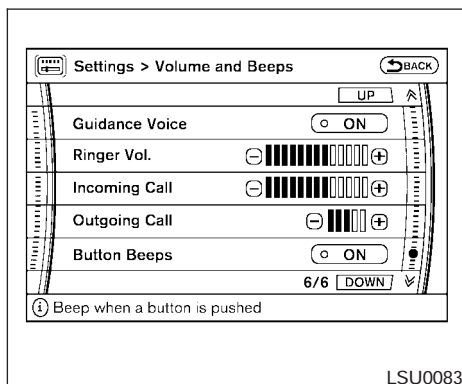 Settings > Volume and Beeps
BACK
UP
Guidance Voice
ON
Ringer Vol.
Incoming Call
Outgoing Call
Button Beeps
ON
6/6 DOWN
i Beep when a button is pushed
LSU0083